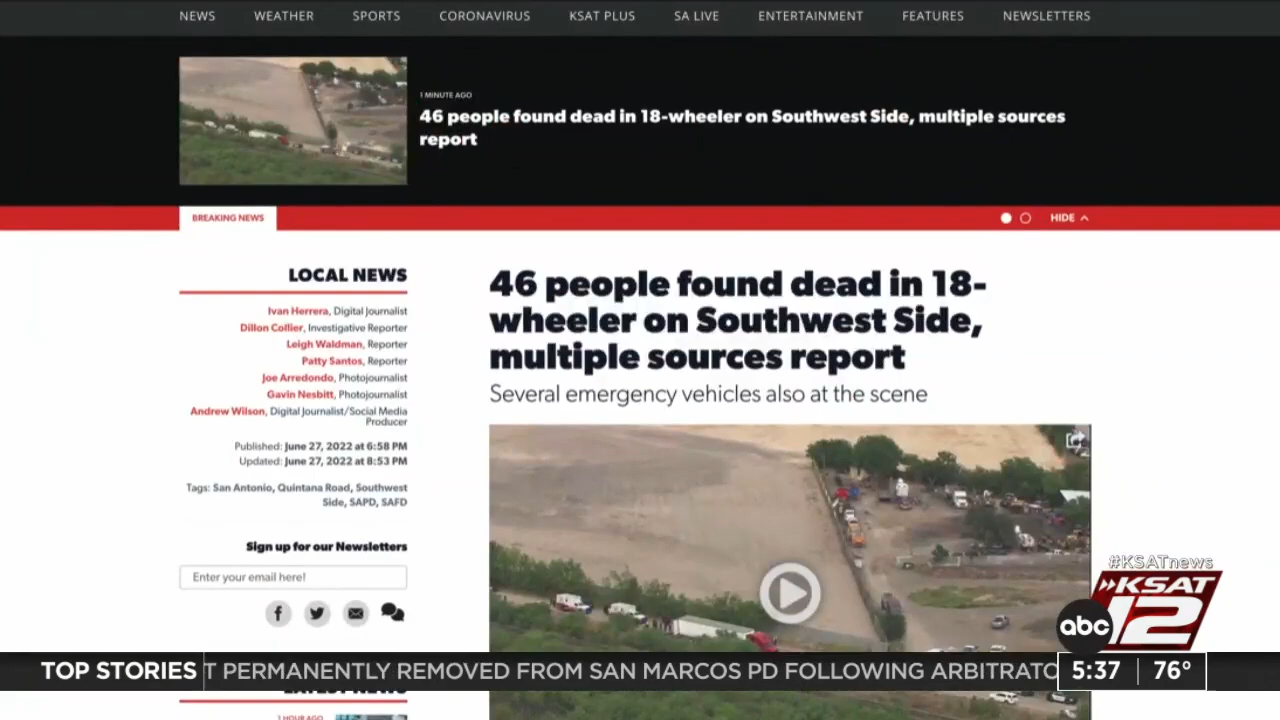 NEWS WEATHER SPORTS CORONAVIRUS KSAT PLUS SA LIVE ENTERTAINMENT FEATURES NEWSLETTERS
1 MINUTE AGO
46 people found dead in 18-wheeler on Southwest Side, multiple sources
report
BREAKING NEWS
HIDE
LOCAL NEWS
Ivan Herrera, Digital Journalist
Dillon Collier, Investigative Reporter
Leigh Waldman, Reporter
Patty Santos, Reporter
Joe Arredondo, Photojournalist
Gavin Nesbitt, Photojournalist
Andrew Wilson, Digital Journalist/Social Media
Producer
Published: June 27, 2022 at 6:58 PM
Updated: June 27, 2022 at 8:53 PM
Tags: San Antonio, Quintana Road, Southwest
Side, SAPD, SAFD
Sign up for our Newsletters
Enter your email here!
46 people found dead in 18-
wheeler on Southwest Side,
multiple sources report
Several emergency vehicles also at the scene
#KSATnews
KSAT
abc 12
TOP STORIES T PERMANENTLY REMOVED FROM SAN MARCOS PD FOLLOWING ARBITRATO 5:37 76°
LATEST NEWS
1 HOUR AGO